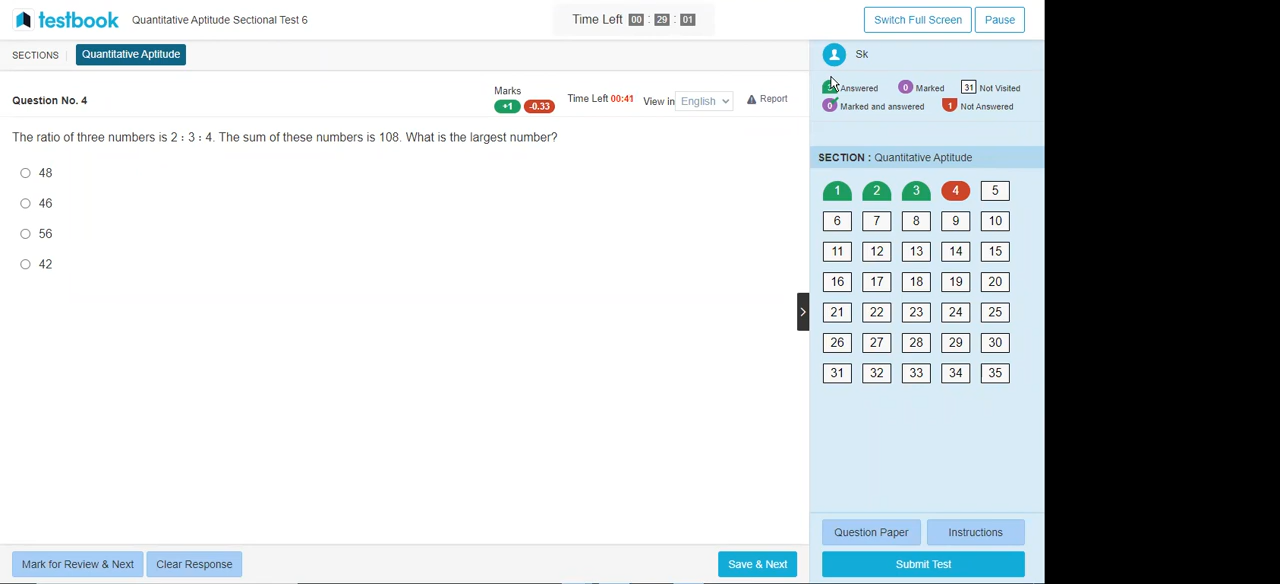 testbook Quantitative Aptitude Sectional Test 6 Time Left 00 : 29 : 01 Switch Full Screen Pause
SECTIONS Quantitative Aptitude
Sk
Question No. 4
Marks
+1 -0.33
Time Left 00:41 View in English Report
Answered 0 Marked 31 Not Visited
0 Marked and answered 1 Not Answered
The ratio of three numbers is 2 : 3 : 4. The sum of these numbers is 108. What is the largest number?
48
46
56
42
SECTION : Quantitative Aptitude
1 2 3 4 5
6 7 8 9 10
11 12 13 14 15
16 17 18 19 20
21 22 23 24 25
26 27 28 29 30
31 32 33 34 35
Question Paper Instructions
Mark for Review & Next Clear Response Save & Next Submit Test